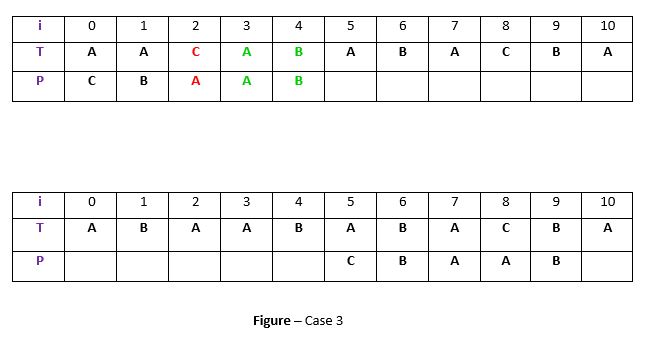 i 0 1 2 3 4 5 6 7 8 9 10
T A A C A B A B A C B A
P C B A A B
i 0 1 2 3 4 5 6 7 8 9 10
T A B A A B A B A C B A
P C B A A B
Figure – Case 3